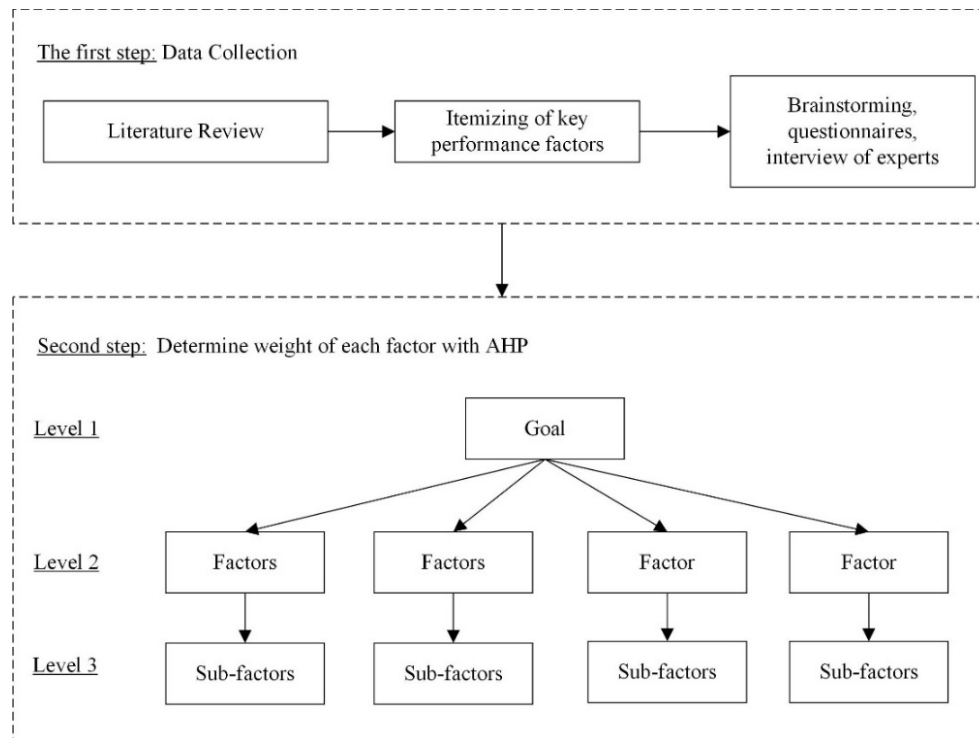 The first step: Data Collection
Literature Review
Itemizing of key
performance factors
Brainstorming,
questionnaires,
interview of experts
Second step: Determine weight of each factor with AHP
Level 1
Goal
Level 2
Factors
Factors
Factor
Factor
Level 3
Sub-factors
Sub-factors
Sub-factors
Sub-factors